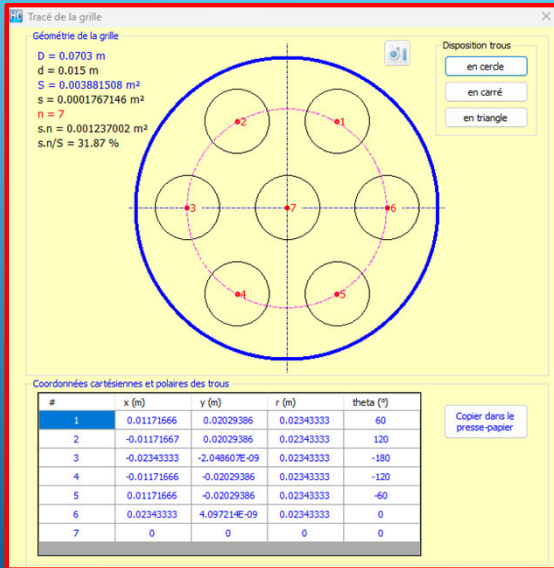 HC Tracé de la grille
Géométrie de la grille
D = 0.0703 m
d = 0.015 m
S = 0.003881508 m²
s = 0.0001767146 m²
n = 7
s.n = 0.001237002 m²
s.n/S = 31.87 %
Disposition trous
en cercle
en carré
en triangle
2 1
3 7 6
4 5
Coordonnées cartésiennes et polaires des trous
# x (m) y (m) r (m) theta (°)
1 0.01171666 0.02029386 0.02343333 60
2 -0.01171667 0.02029386 0.02343333 120
3 -0.02343333 -2.048607E-09 0.02343333 -180
4 -0.01171666 -0.02029386 0.02343333 -120
5 0.01171666 -0.02029386 0.02343333 -60
6 0.02343333 4.097214E-09 0.02343333 0
7 0 0 0 0
Copier dans le
presse-papier